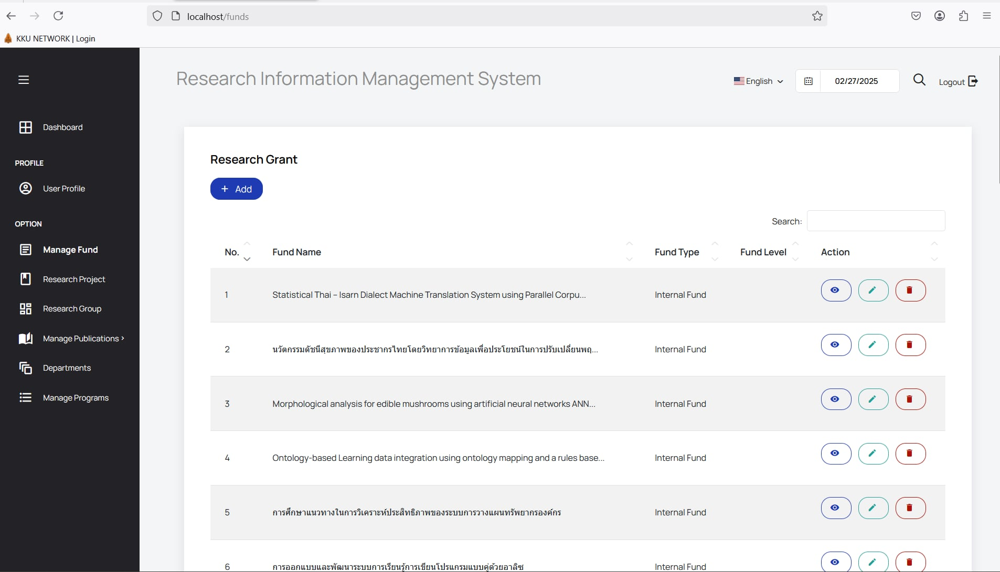 localhost/funds
KKU NETWORK | Login
Research Information Management System
English
02/27/2025
Logout
Dashboard
PROFILE
User Profile
OPTION
Manage Fund
Research Project
Research Group
Manage Publications
Departments
Manage Programs
Research Grant
+ Add
Search:
No. Fund Name Fund Type Fund Level Action
1 Statistical Thai – Isarn Dialect Machine Translation System using Parallel Corpu... Internal Fund
2 นวัตกรรมดัชนีสุขภาพของประชากรไทยโดยวิทยาการข้อมูลเพื่อประโยชน์ในการปรับเปลี่ยนพฤ... Internal Fund
3 Morphological analysis for edible mushrooms using artificial neural networks ANN... Internal Fund
4 Ontology-based Learning data integration using ontology mapping and a rules base... Internal Fund
5 การศึกษาแนวทางในการวิเคราะห์ประสิทธิภาพของระบบการวางแผนทรัพยากรองค์กร Internal Fund
6 การออกแบบและพัฒนาระบบการเรียนรู้การเขียนโปรแกรมแบบคู่ด้วยอาลิซ Internal Fund